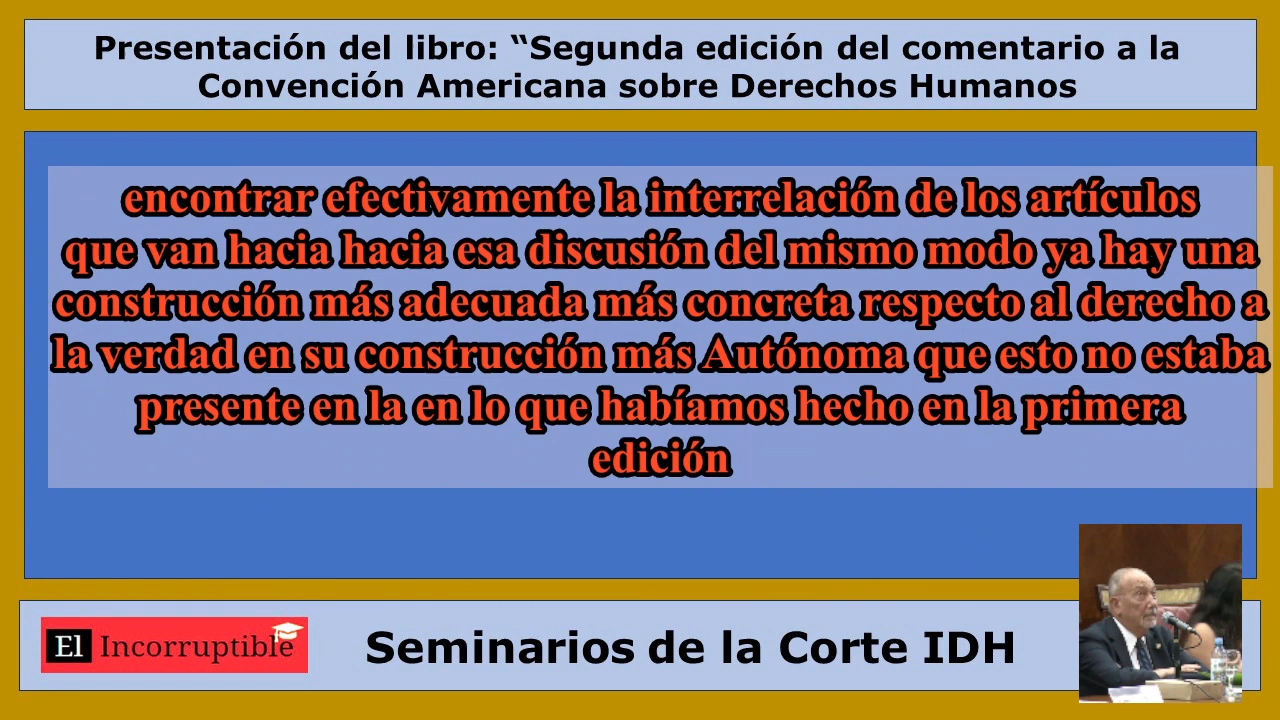 Presentación del libro: “Segunda edición del comentario a la
Convención Americana sobre Derechos Humanos
encontrar efectivamente la interrelación de los artículos
que van hacia hacia esa discusión del mismo modo ya hay una
construcción más adecuada más concreta respecto al derecho a
la verdad en su construcción más Autónoma que esto no estaba
presente en la en lo que habíamos hecho en la primera
edición
El Incorruptible
Seminarios de la Corte IDH